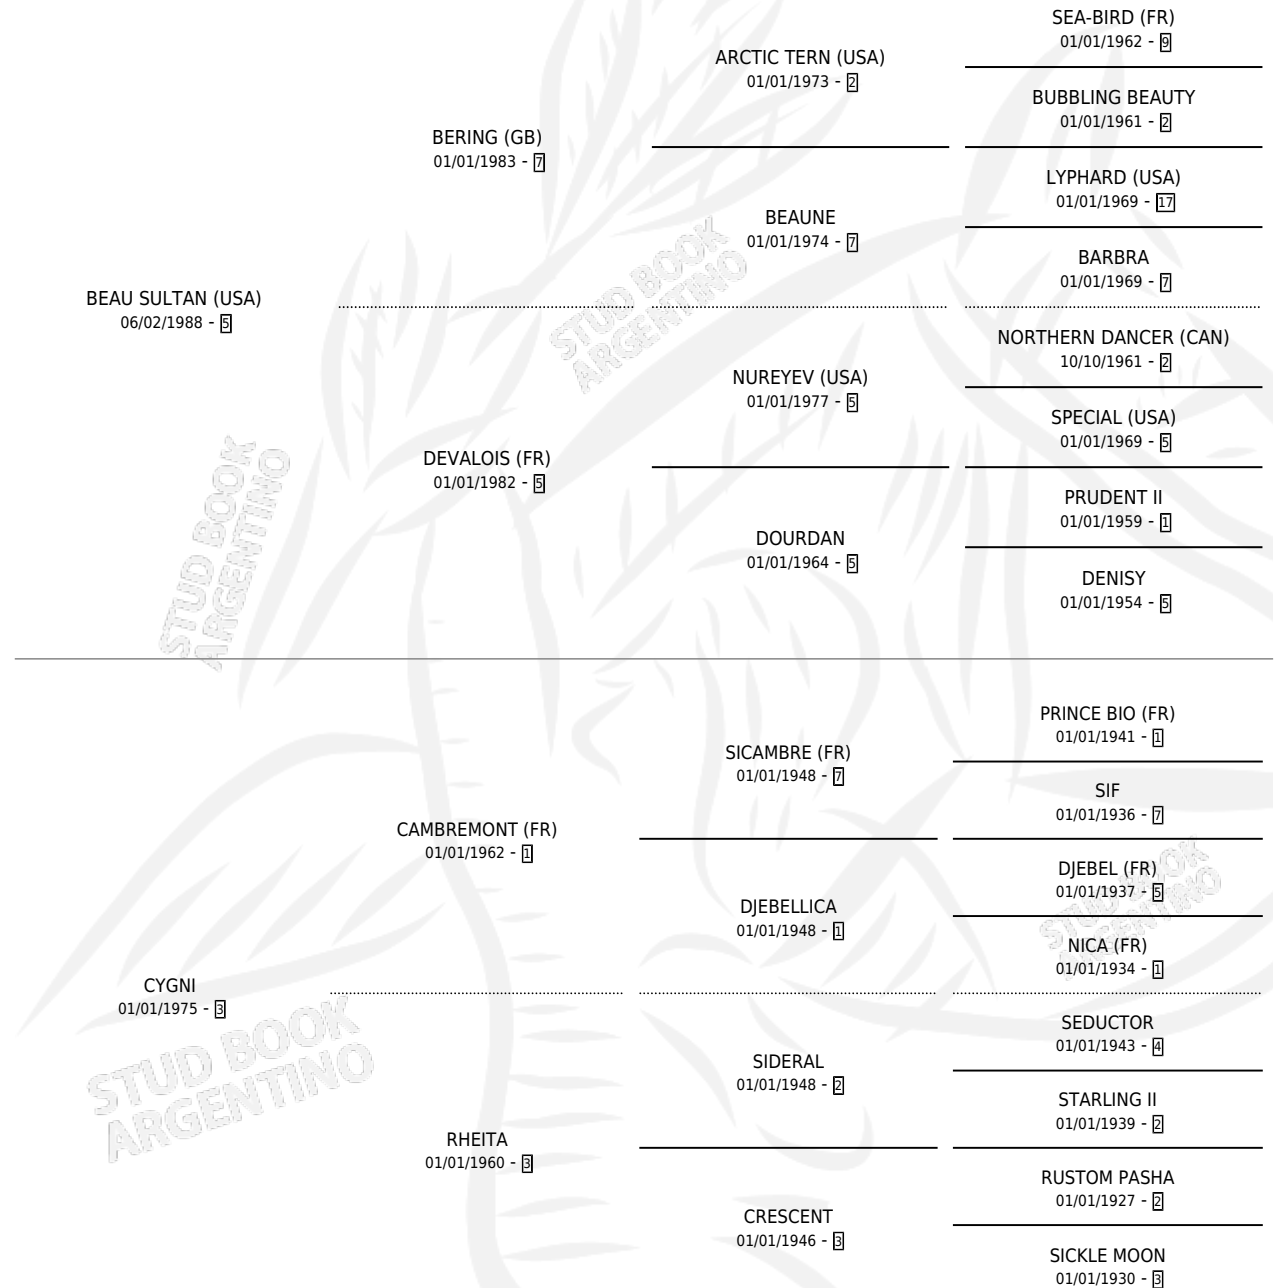 SEA-BIRD (FR)
01/01/1962 - 9
ARCTIC TERN (USA)
01/01/1973 - 2
BUBBLING BEAUTY
01/01/1961 - 2
BERING (GB)
01/01/1983 - 7
LYPHARD (USA)
01/01/1969 - 17
BEAUNE
01/01/1974 - 7
BARBRA
01/01/1969 - 7
BEAU SULTAN (USA)
06/02/1988 - 5
NORTHERN DANCER (CAN)
10/10/1961 - 2
NUREYEV (USA)
01/01/1977 - 5
SPECIAL (USA)
01/01/1969 - 5
DEVALOIS (FR)
01/01/1982 - 5
PRUDENT II
01/01/1959 - 1
DOURDAN
01/01/1964 - 5
DENISY
01/01/1954 - 5
PRINCE BIO (FR)
01/01/1941 - 1
SICAMBRE (FR)
01/01/1948 - 7
SIF
01/01/1936 - 7
CAMBREMONT (FR)
01/01/1962 - 1
DJEBEL (FR)
01/01/1937 - 5
DJEBELLICA
01/01/1948 - 1
NICA (FR)
01/01/1934 - 1
CYGNI
01/01/1975 - 3
SEDUCTOR
01/01/1943 - 4
SIDERAL
01/01/1948 - 2
STARLING II
01/01/1939 - 2
RHEITA
01/01/1960 - 3
RUSTOM PASHA
01/01/1927 - 2
CRESCENT
01/01/1946 - 3
SICKLE MOON
01/01/1930 - 3
STUD BOOK
ARGENTINO
STUD BOOK
ARGENTINO
STUD BOOK
ARGENTINO
STUD BOOK
ARGENTINO